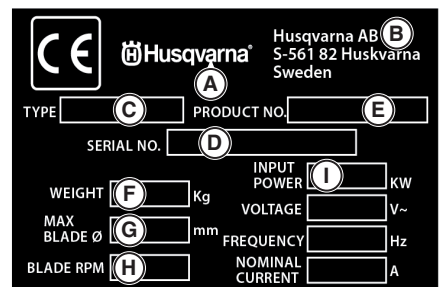 CE
Husqvarna®
Husqvarna AB B
S-561 82 Huskvarna
Sweden
A
TYPE C PRODUCT NO. E
SERIAL NO. D
INPUT POWER I KW
WEIGHT F Kg
VOLTAGE V~
MAX BLADE Ø G mm
FREQUENCY Hz
BLADE RPM H
NOMINAL CURRENT A